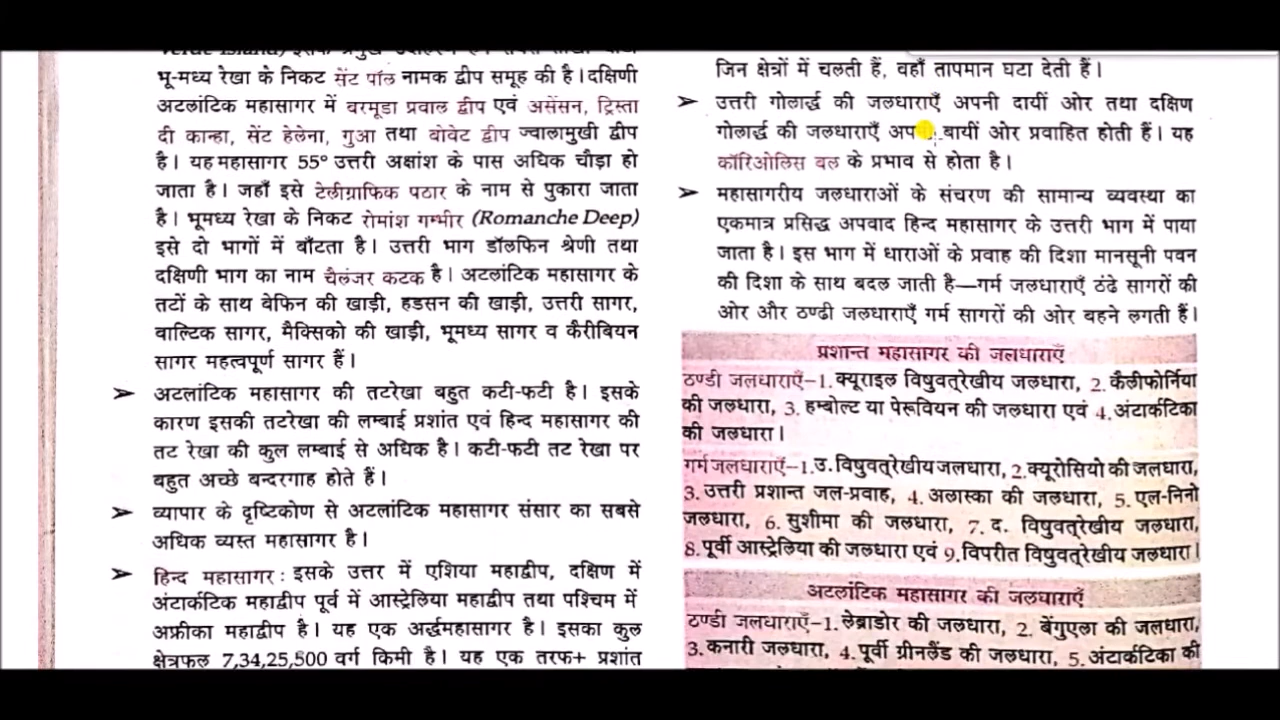 भू-मध्य रेखा के निकट सेंट पॉल नामक द्वीप समूह की है। दक्षिणी
अटलांटिक महासागर में बरमूडा प्रवाल द्वीप एवं असेंसन, ट्रिस्ता
दी कान्हा, सेंट हेलेना, गुआ तथा बोवेट द्वीप ज्वालामुखी द्वीप
है। यह महासागर 55° उत्तरी अक्षांश के पास अधिक चौड़ा हो
जाता है। जहाँ इसे टेलीग्राफिक पठार के नाम से पुकारा जाता
है। भूमध्य रेखा के निकट रोमांश गम्भीर (Romanche Deep)
इसे दो भागों में बाँटता है। उत्तरी भाग डॉलफिन श्रेणी तथा
दक्षिणी भाग का नाम चैलंजर कटक है। अटलांटिक महासागर के
तटों के साथ बेफिन की खाड़ी, हडसन की खाड़ी, उत्तरी सागर,
वाल्टिक सागर, मैक्सिको की खाड़ी, भूमध्य सागर व कैरीबियन
सागर महत्वपूर्ण सागर हैं।
➢ अटलांटिक महासागर की तटरेखा बहुत कटी-फटी है। इसके
कारण इसकी तटरेखा की लम्बाई प्रशांत एवं हिन्द महासागर की
तट रेखा की कुल लम्बाई से अधिक है। कटी-फटी तट रेखा पर
बहुत अच्छे बन्दरगाह होते हैं।
➢ व्यापार के दृष्टिकोण से अटलांटिक महासागर संसार का सबसे
अधिक व्यस्त महासागर है।
➢ हिन्द महासागर : इसके उत्तर में एशिया महाद्वीप, दक्षिण में
अंटार्कटिक महाद्वीप पूर्व में आस्ट्रेलिया महाद्वीप तथा पश्चिम में
अफ्रीका महाद्वीप है। यह एक अर्द्धमहासागर है। इसका कुल
क्षेत्रफल 7,34,25,500 वर्ग किमी है। यह एक तरफ+ प्रशांत
जिन क्षेत्रों में चलती हैं, वहाँ तापमान घटा देती हैं।
➢ उत्तरी गोलार्द्ध की जलधाराएँ अपनी दायीं ओर तथा दक्षिण
गोलार्द्ध की जलधाराएँ बायीं ओर प्रवाहित होती हैं। यह
कॉरिओलिस बल के प्रभाव से होता है।
➢ महासागरीय जलधाराओं के संचरण की सामान्य व्यवस्था का
एकमात्र प्रसिद्ध अपवाद हिन्द महासागर के उत्तरी भाग में पाया
जाता है। इस भाग में धाराओं के प्रवाह की दिशा मानसूनी पवन
की दिशा के साथ बदल जाती है—गर्म जलधाराएँ ठंढे सागरों की
ओर और ठण्ढी जलधाराएँ गर्म सागरों की ओर बहने लगती हैं।
प्रशान्त महासागर की जलधाराएँ
ठण्डी जलधाराएँ–1. क्यूराइल विषुवत्‌रेखीय जलधारा, 2. कैलीफोर्निया
की जलधारा, 3. हम्बोल्ट या पेरूवियन की जलधारा एवं 4. अंटार्कटिका
की जलधारा।
गर्म जलधाराएँ–1. उ. विषुवत्‌रेखीय जलधारा, 2. क्यूरोसियो की जलधारा,
3. उत्तरी प्रशान्त जल-प्रवाह, 4. अलास्का की जलधारा, 5. एल-निनो
जलधारा, 6. सुशीमा की जलधारा, 7. द. विषुवत्‌रेखीय जलधारा,
8. पूर्वी आस्ट्रेलिया की जलधारा एवं 9. विपरीत विषुवत्‌रेखीय जलधारा।
अटलांटिक महासागर की जलधाराएँ
ठण्डी जलधाराएँ–1. लेब्राडोर की जलधारा, 2. बेंगुएला की जलधारा,
3. कनारी जलधारा, 4. पूर्वी ग्रीनलैंड की जलधारा, 5. अंटार्कटिका की